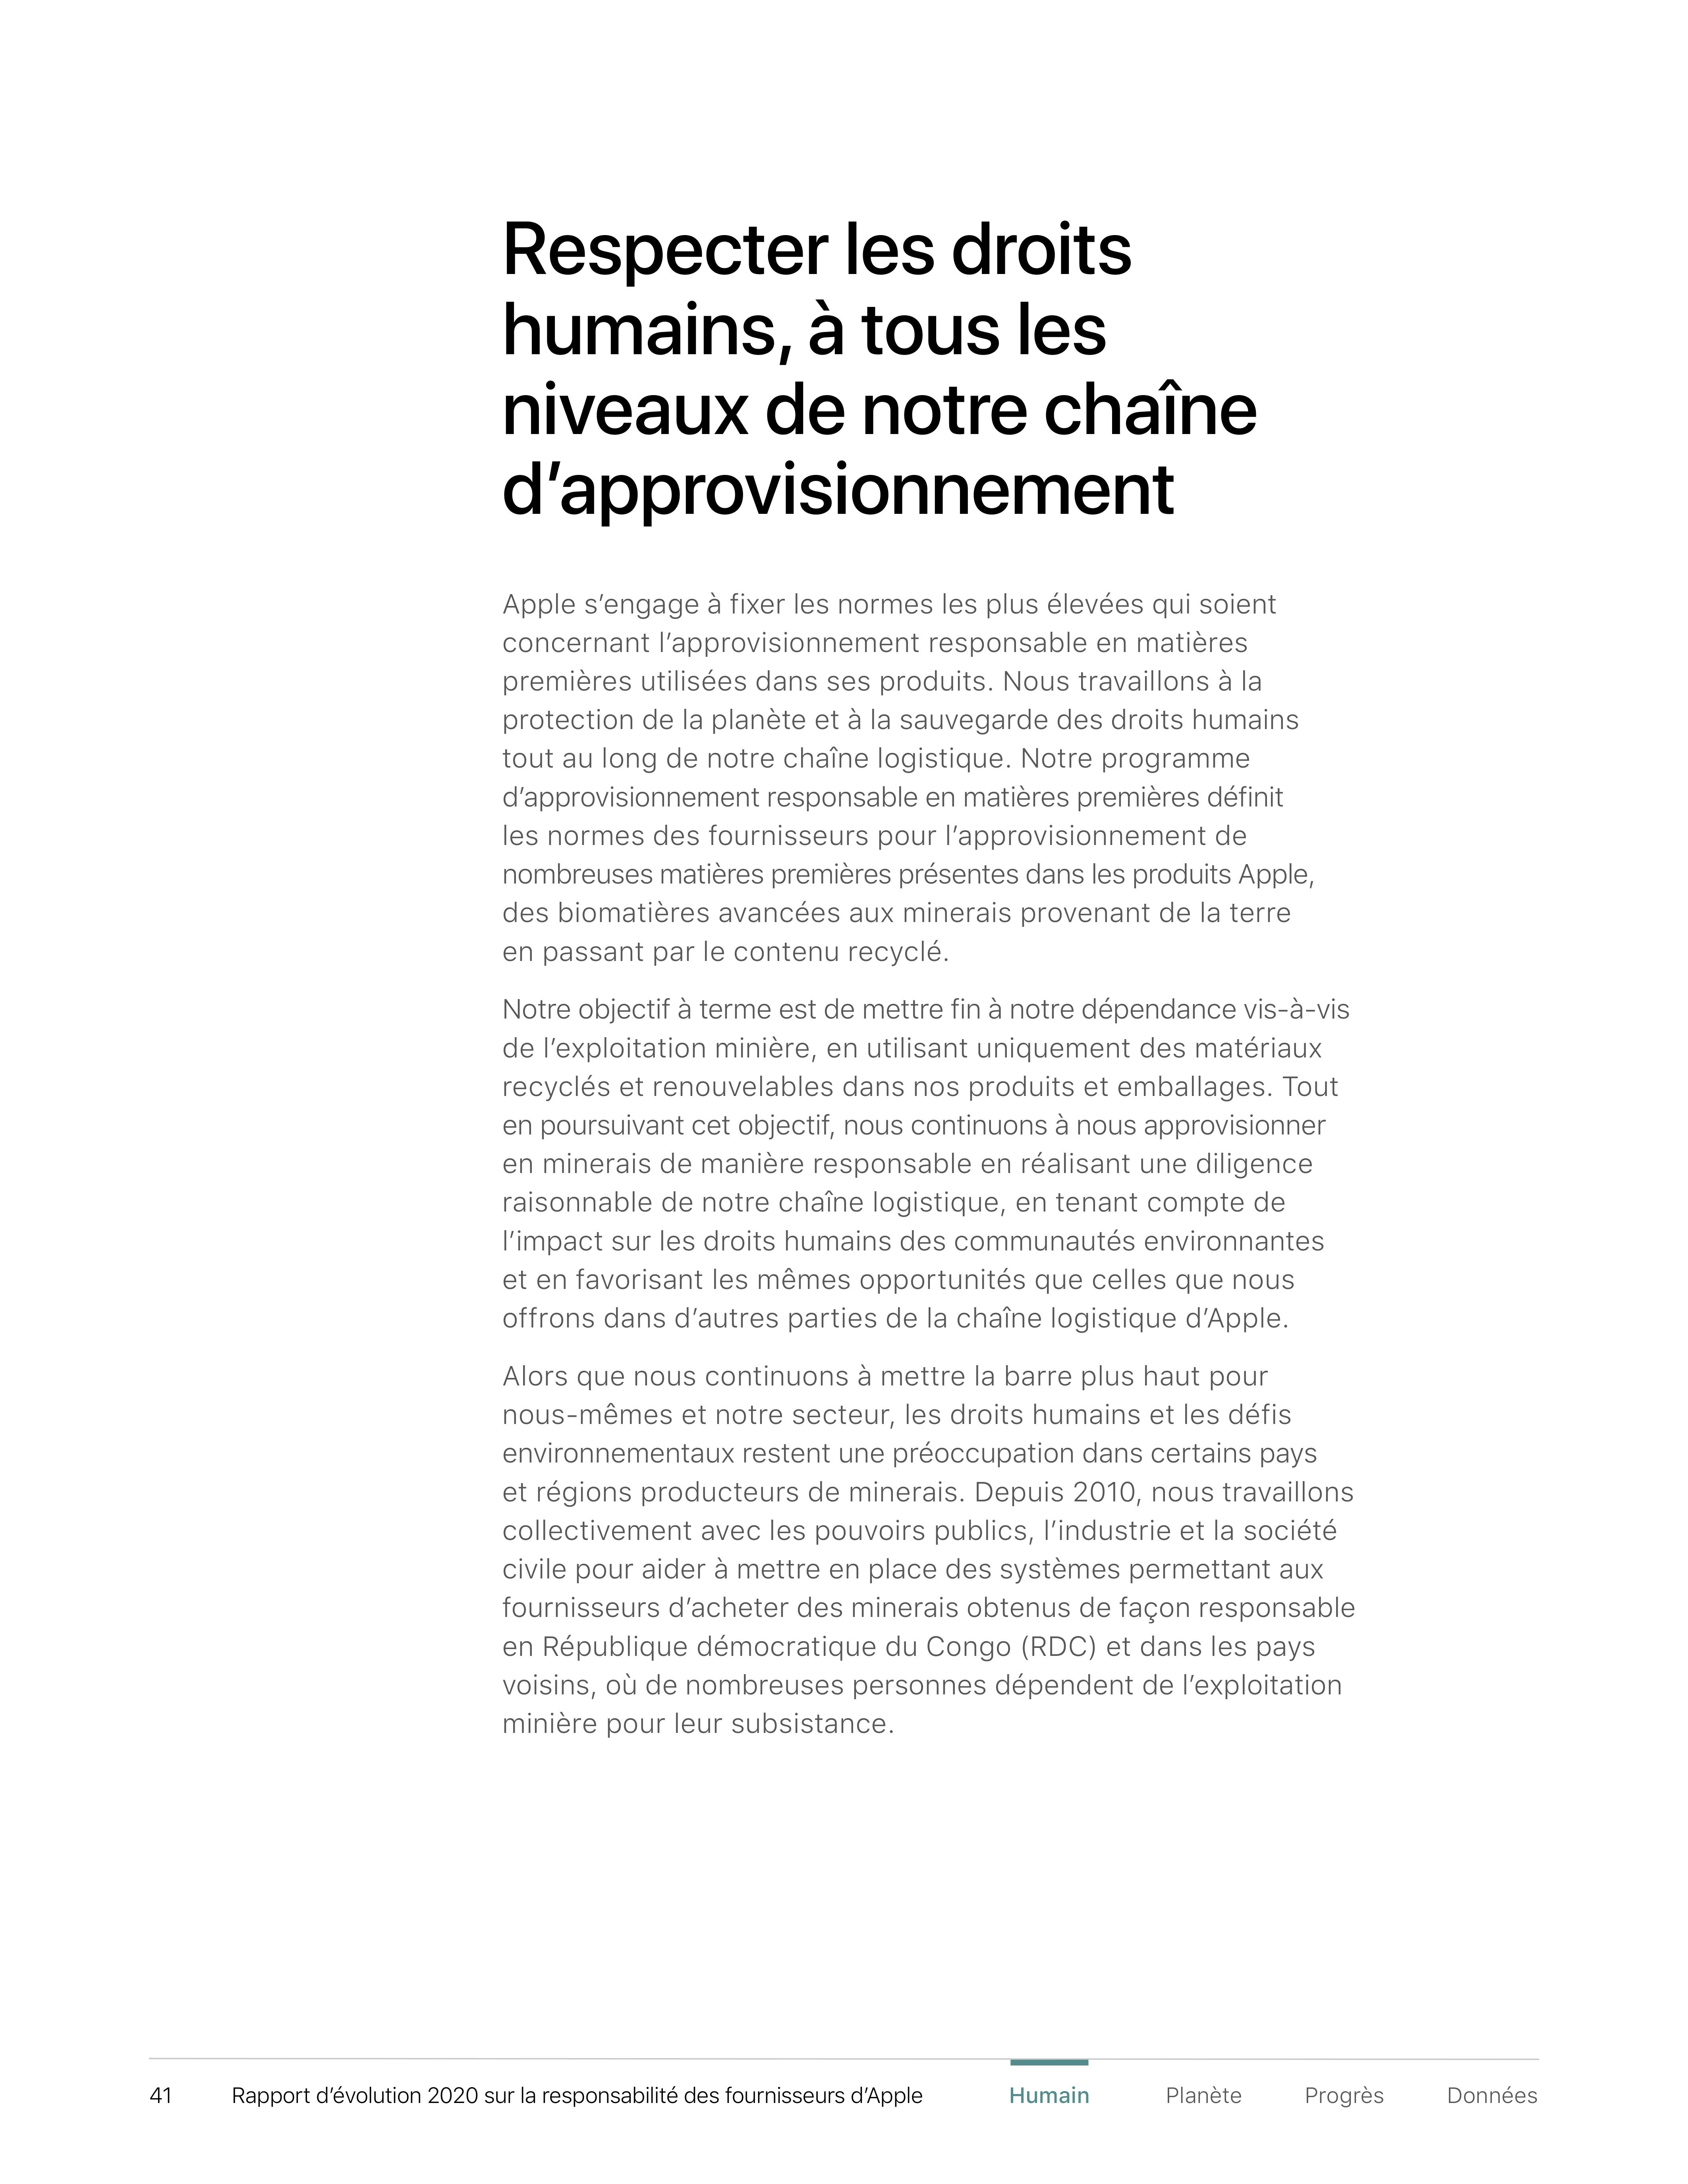 Respecter les droits
humains, à tous les
niveaux de notre chaîne
d’approvisionnement
Apple s’engage à fixer les normes les plus élevées qui soient
concernant l’approvisionnement responsable en matières
premières utilisées dans ses produits. Nous travaillons à la
protection de la planète et à la sauvegarde des droits humains
tout au long de notre chaîne logistique. Notre programme
d’approvisionnement responsable en matières premières définit
les normes des fournisseurs pour l’approvisionnement de
nombreuses matières premières présentes dans les produits Apple,
des biomatières avancées aux minerais provenant de la terre
en passant par le contenu recyclé.
Notre objectif à terme est de mettre fin à notre dépendance vis-à-vis
de l’exploitation minière, en utilisant uniquement des matériaux
recyclés et renouvelables dans nos produits et emballages. Tout
en poursuivant cet objectif, nous continuons à nous approvisionner
en minerais de manière responsable en réalisant une diligence
raisonnable de notre chaîne logistique, en tenant compte de
l’impact sur les droits humains des communautés environnantes
et en favorisant les mêmes opportunités que celles que nous
offrons dans d’autres parties de la chaîne logistique d’Apple.
Alors que nous continuons à mettre la barre plus haut pour
nous-mêmes et notre secteur, les droits humains et les défis
environnementaux restent une préoccupation dans certains pays
et régions producteurs de minerais. Depuis 2010, nous travaillons
collectivement avec les pouvoirs publics, l’industrie et la société
civile pour aider à mettre en place des systèmes permettant aux
fournisseurs d’acheter des minerais obtenus de façon responsable
en République démocratique du Congo (RDC) et dans les pays
voisins, où de nombreuses personnes dépendent de l’exploitation
minière pour leur subsistance.
41 Rapport d’évolution 2020 sur la responsabilité des fournisseurs d’Apple Humain Planète Progrès Données